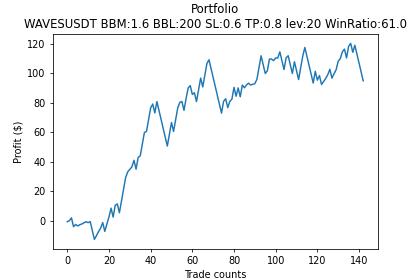 Portfolio
WAVESUSDT BBM:1.6 BBL:200 SL:0.6 TP:0.8 lev:20 WinRatio:61.0
120
100
80
60
40
20
0
Profit ($)
0 20 40 60 80 100 120 140
Trade counts